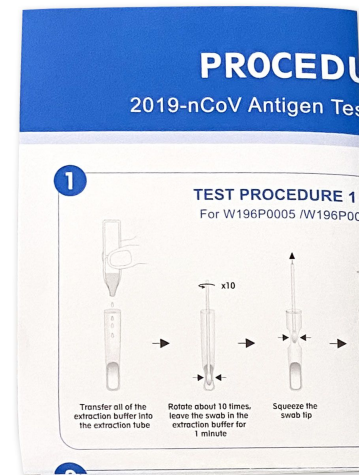 PROCEDU
2019-nCoV Antigen Tes
1
TEST PROCEDURE 1
For W196P0005 /W196P00
x10
Transfer all of the
extraction buffer into
the extraction tube
Rotate about 10 times,
leave the swab in the
extraction buffer for
1 minute
Squeeze the
swab tip